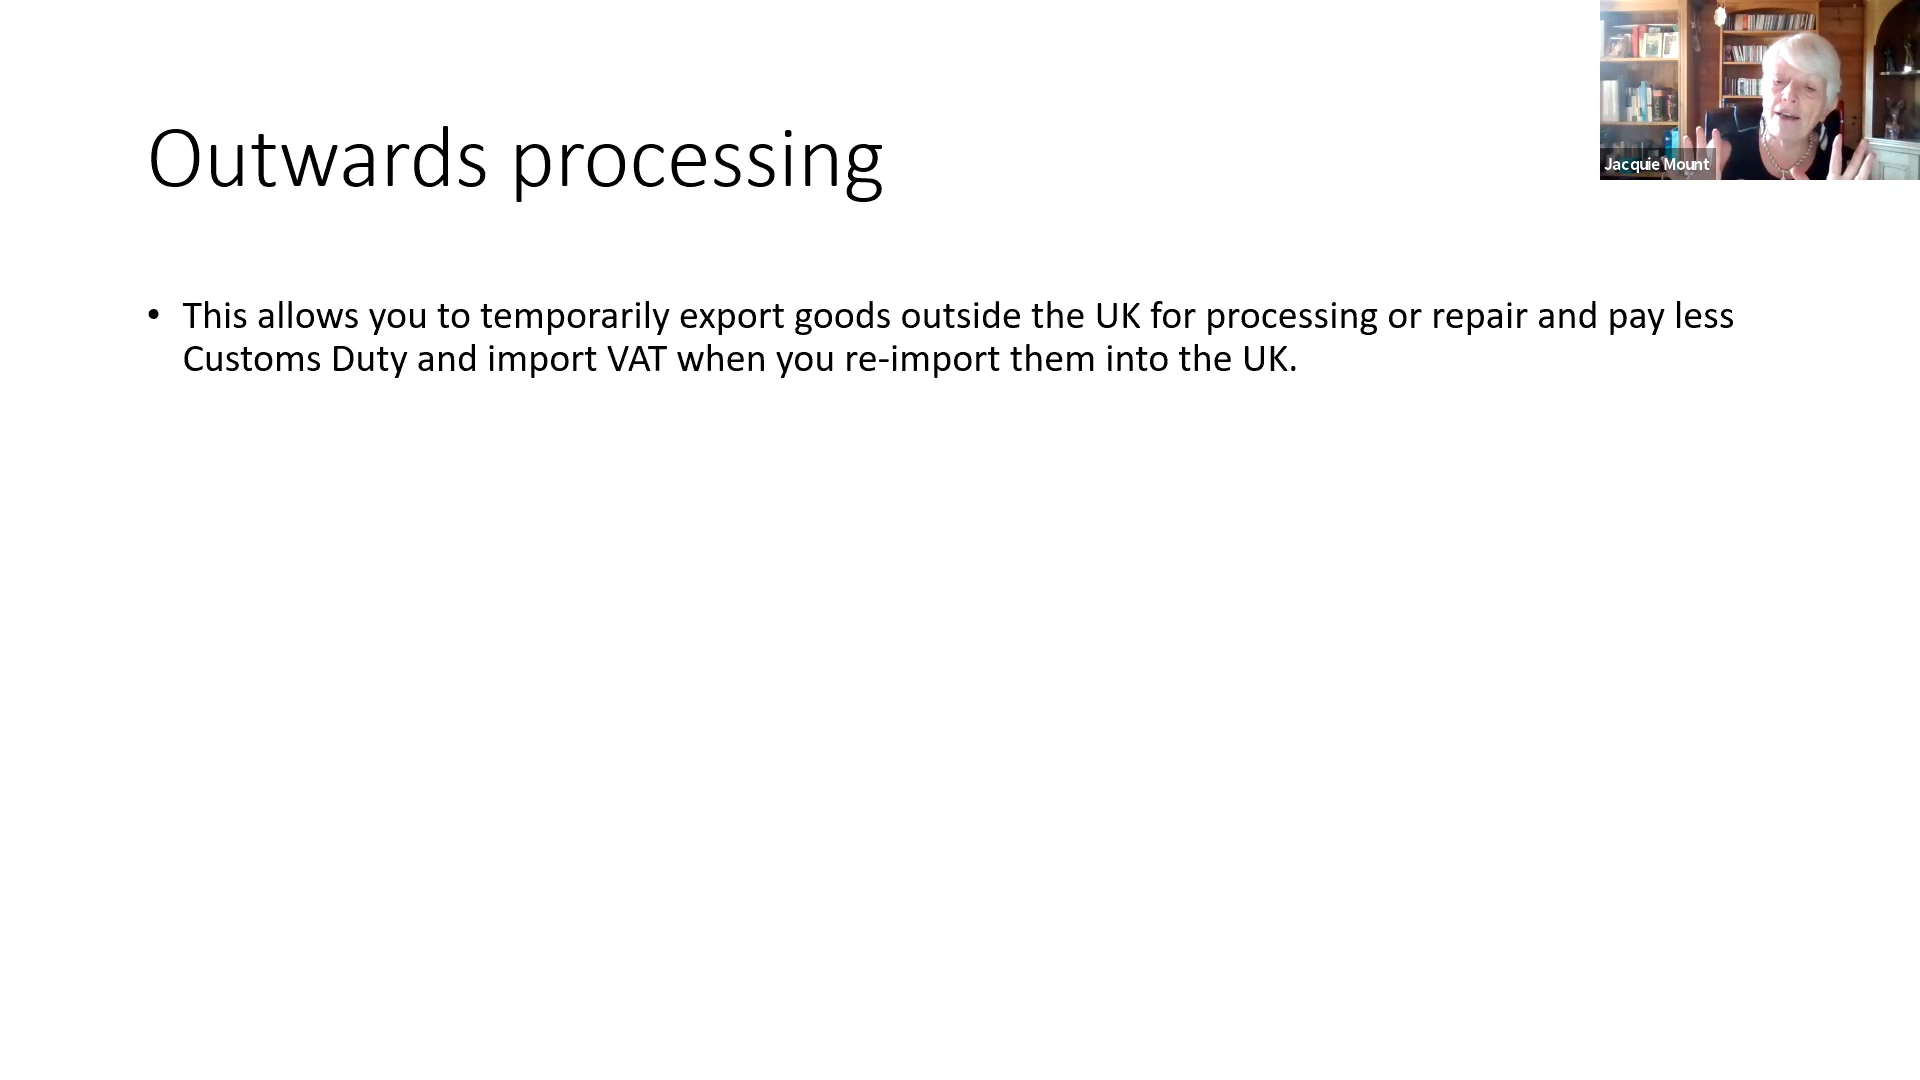 Outwards processing
Jacquie Mount
• This allows you to temporarily export goods outside the UK for processing or repair and pay less
Customs Duty and import VAT when you re-import them into the UK.